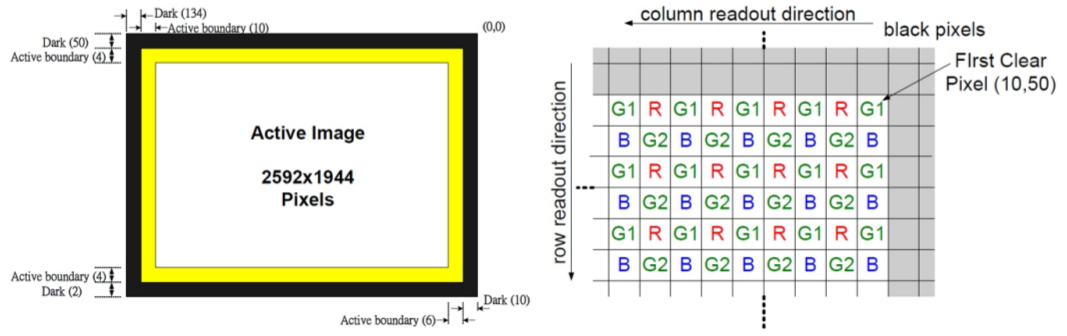 Dark (134)
Active boundary (10)
(0,0)
Dark (50)
Active boundary (4)
Active Image
2592x1944
Pixels
Active boundary (4)
Dark (2)
Dark (10)
Active boundary (6)
column readout direction
black pixels
FIrst Clear
Pixel (10,50)
row readout direction
G1 R G1 R G1 R G1 R G1
B G2 B G2 B G2 B G2 B
G1 R G1 R G1 R G1 R G1
B G2 B G2 B G2 B G2 B
G1 R G1 R G1 R G1 R G1
B G2 B G2 B G2 B G2 B